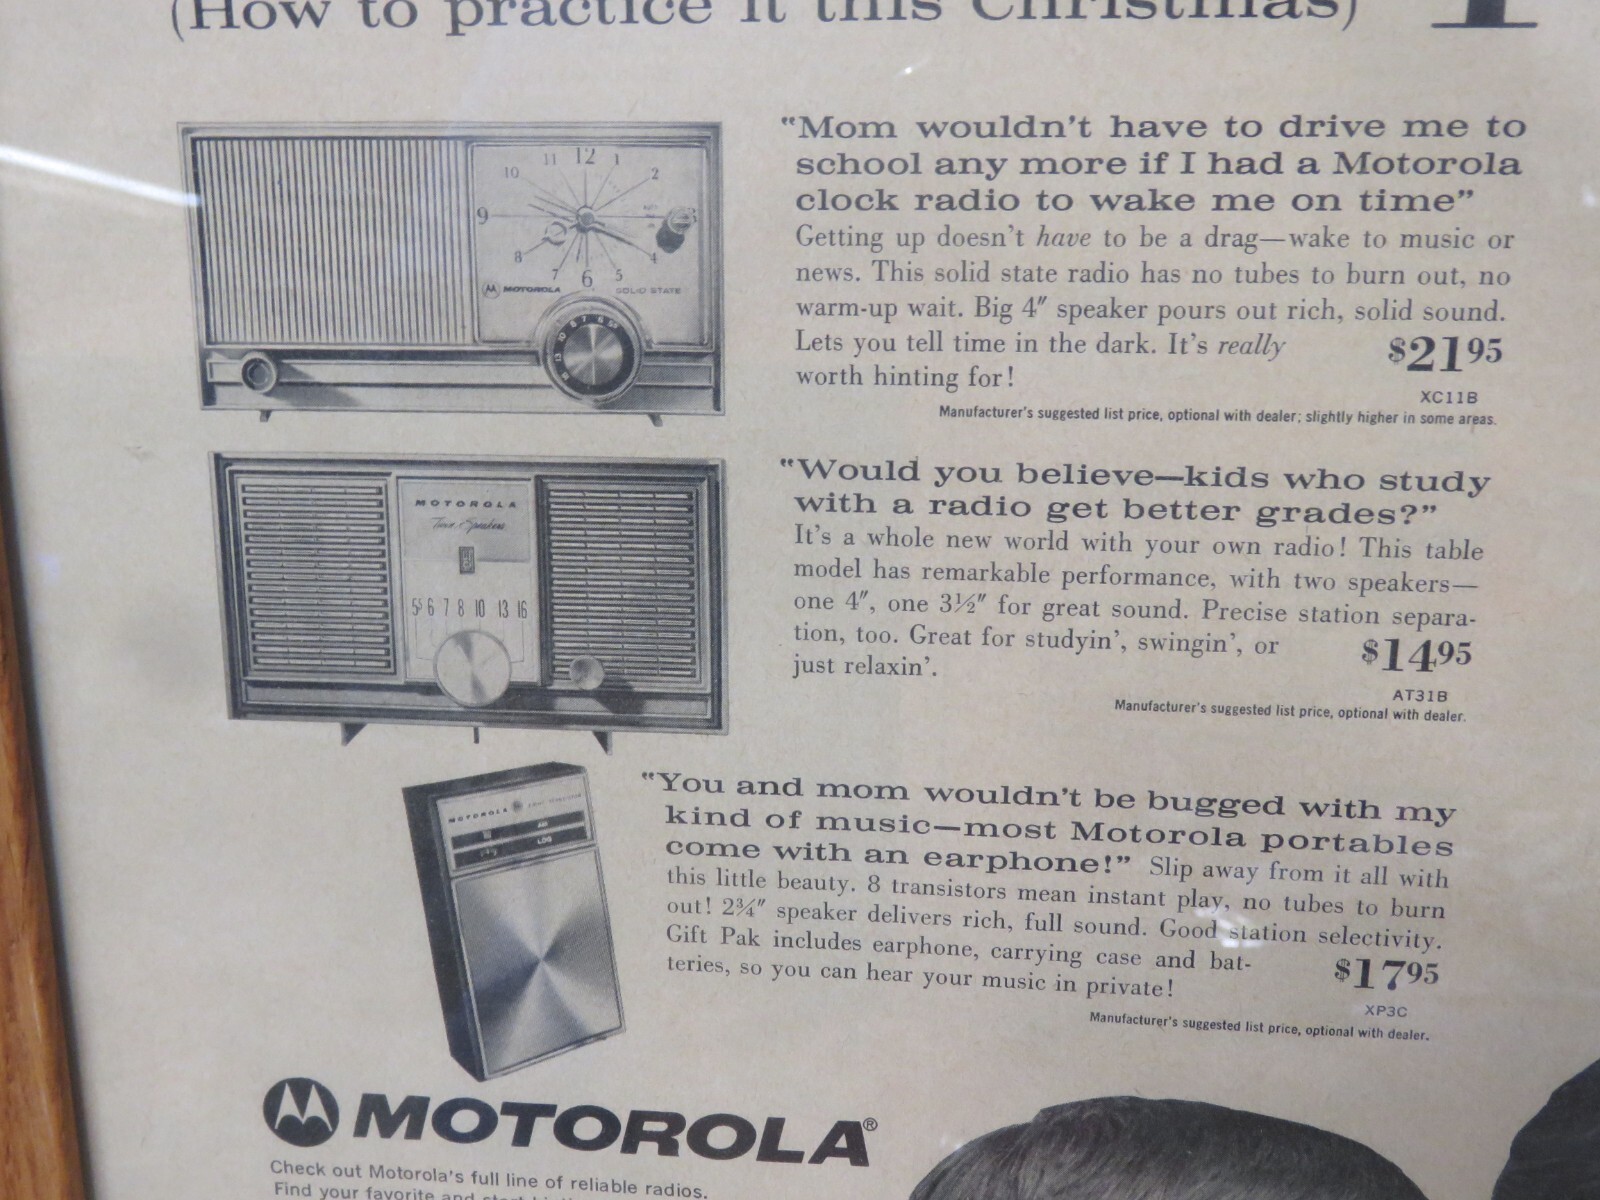 (How to practice it this Christmas)
"Mom wouldn't have to drive me to
school any more if I had a Motorola
clock radio to wake me on time"
Getting up doesn't have to be a drag—wake to music or
news. This solid state radio has no tubes to burn out, no
warm-up wait. Big 4" speaker pours out rich, solid sound.
Lets you tell time in the dark. It's really
worth hinting for!
$21 95
XC11B
Manufacturer's suggested list price, optional with dealer; slightly higher in some areas.
12 1 2 4 5 6 7 8 9 10 11
MOTOROLA SOLID STATE
"Would you believe—kids who study
with a radio get better grades?"
It's a whole new world with your own radio! This table
model has remarkable performance, with two speakers—
one 4", one 3½" for great sound. Precise station separa-
tion, too. Great for studyin', swingin', or
just relaxin'.
$14 95
AT31B
Manufacturer's suggested list price, optional with dealer.
MOTOROLA
Twin Speakers
5⁵ 6 7 8 10 13 16
"You and mom wouldn't be bugged with my
kind of music—most Motorola portables
come with an earphone!" Slip away from it all with
this little beauty. 8 transistors mean instant play, no tubes to burn
out! 2¾" speaker delivers rich, full sound. Good station selectivity.
Gift Pak includes earphone, carrying case and bat-
teries, so you can hear your music in private!
$17 95
XP3C
Manufacturer's suggested list price, optional with dealer.
MOTOROLA
MOTOROLA®
Check out Motorola's full line of reliable radios.
Find your favorite and start